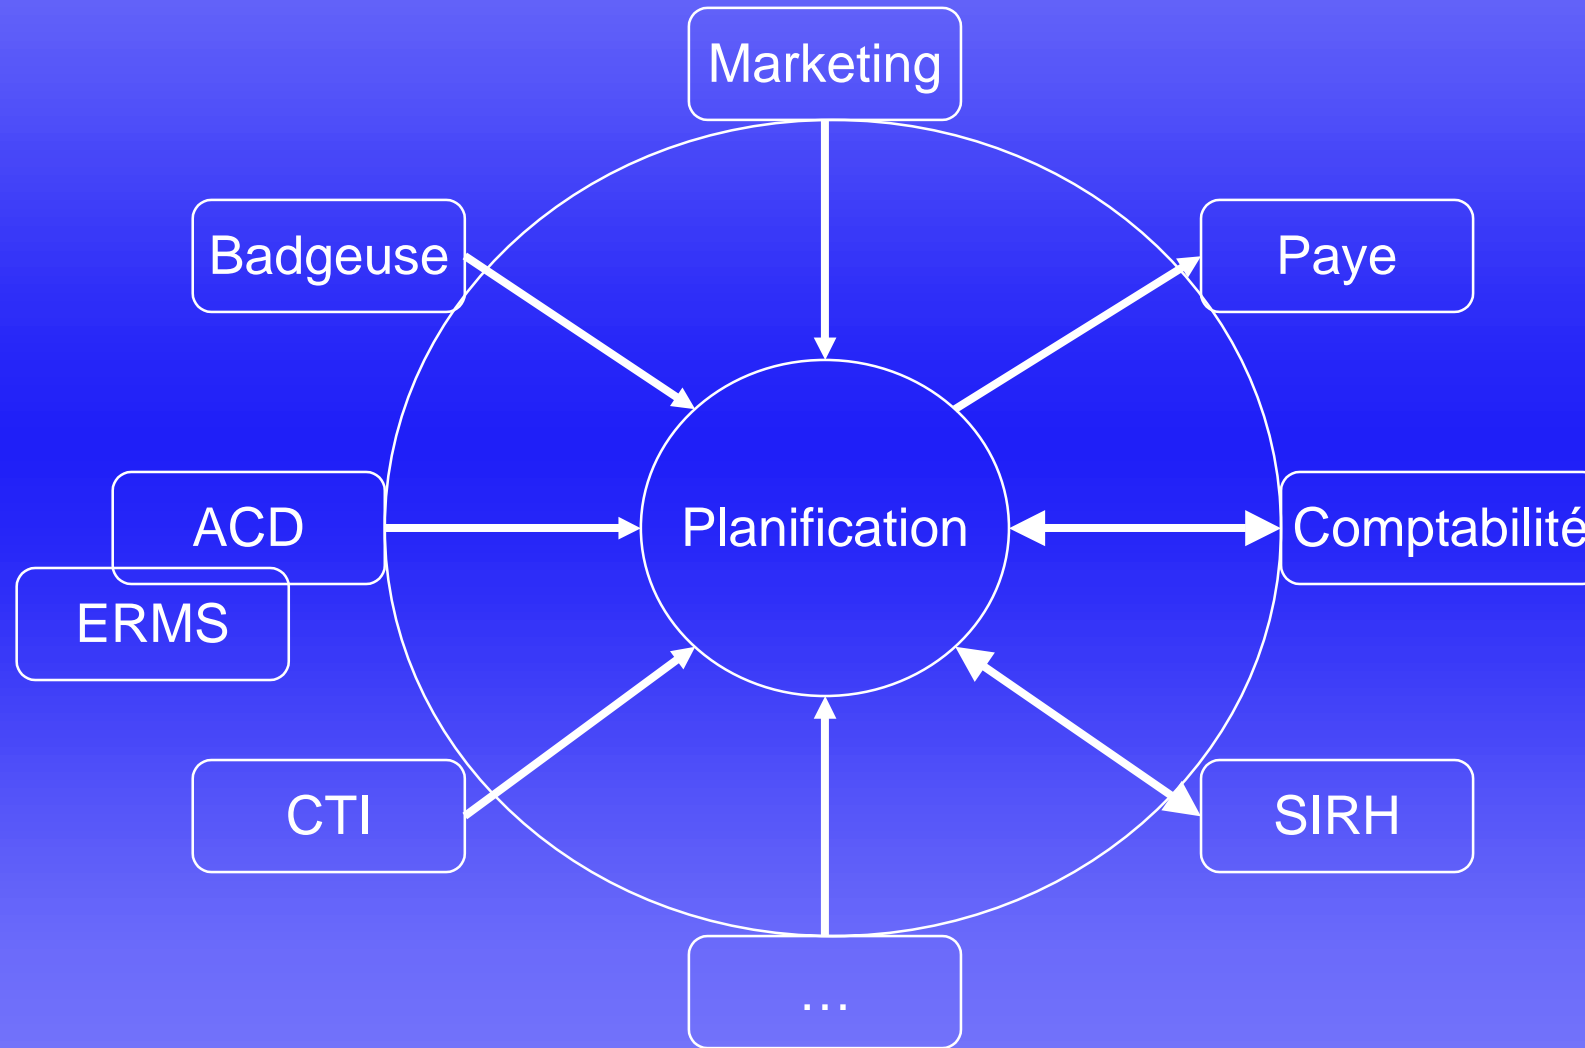 Marketing
Badgeuse
Paye
ACD
Planification
Comptabilité
ERMS
CTI
SIRH
…